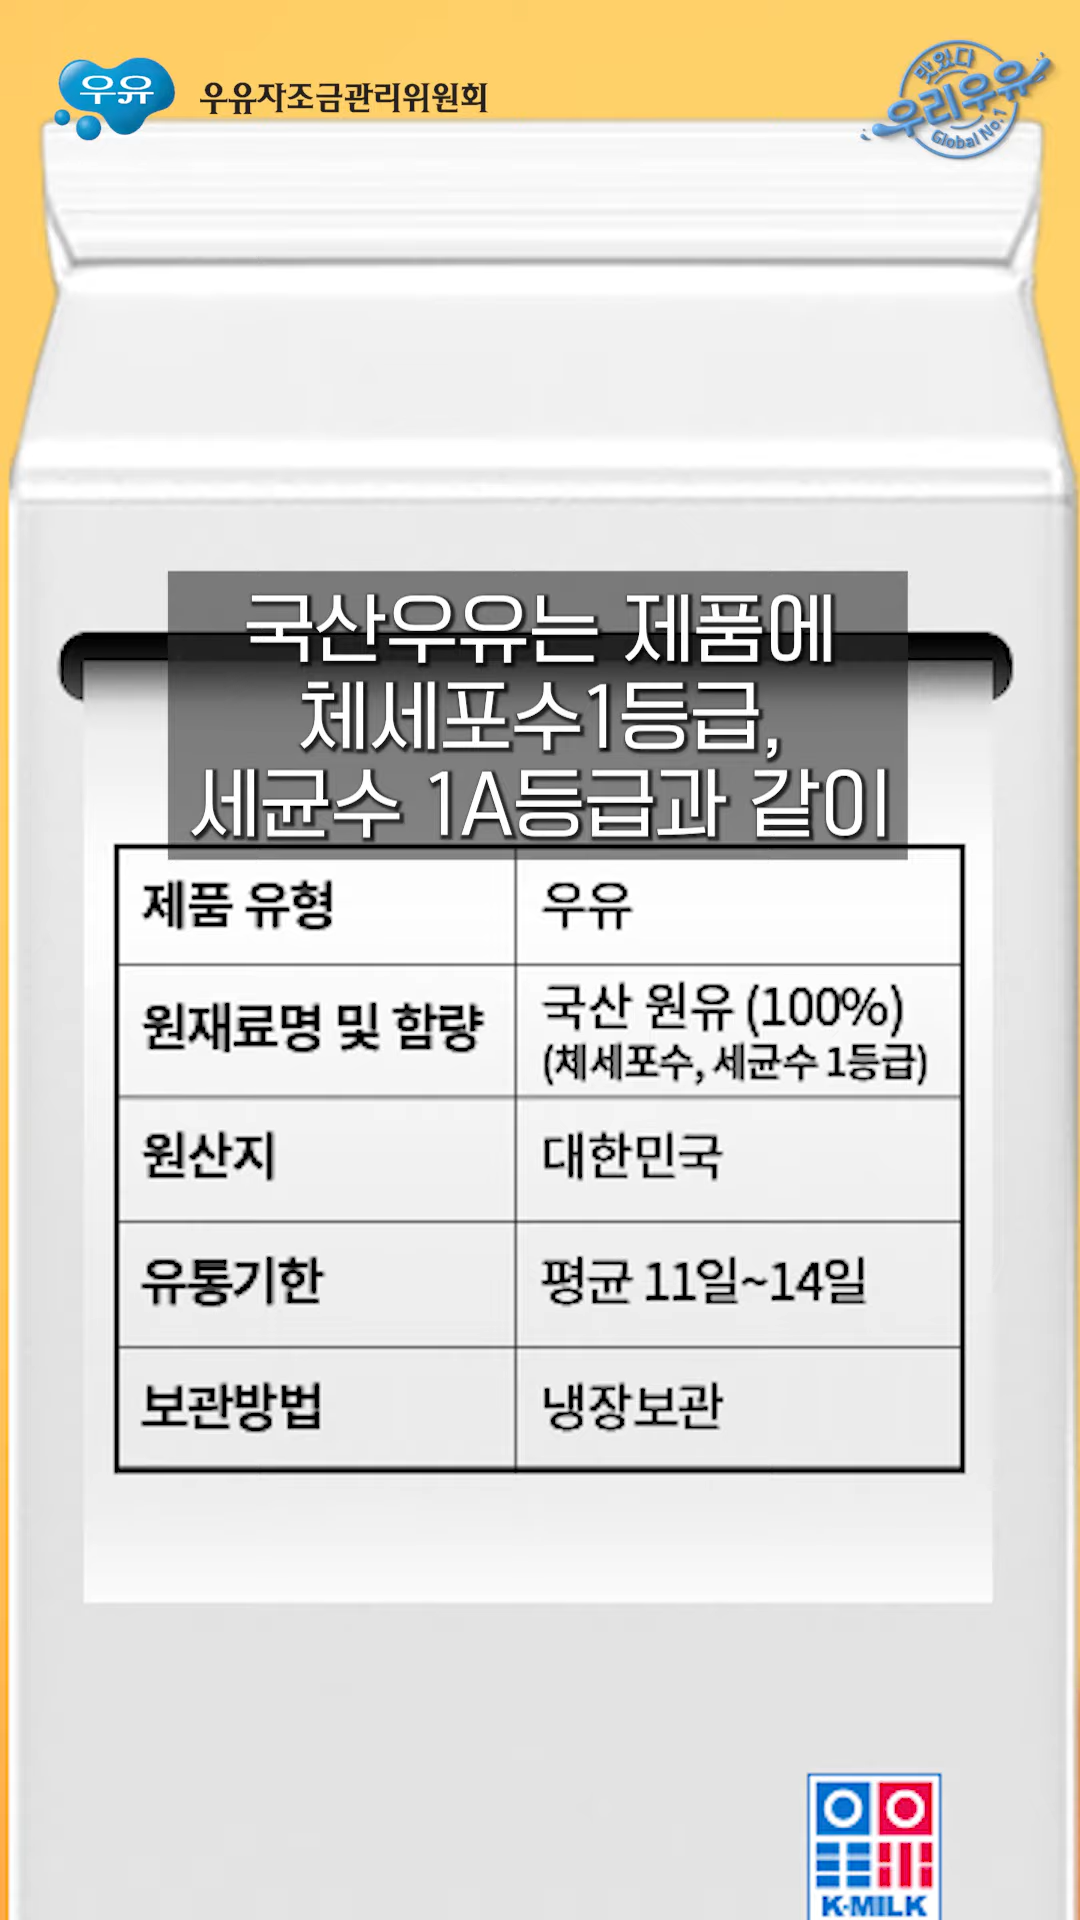 우유
우유자조금관리위원회
맛있다
우리우유
Global No.1
국산우유는 제품에
체세포수1등급,
세균수 1A등급과 같이
제품 유형
우유
원재료명 및 함량
국산 원유 (100%)
(체세포수, 세균수 1등급)
원산지
대한민국
유통기한
평균 11일~14일
보관방법
냉장보관
우유
K·MILK